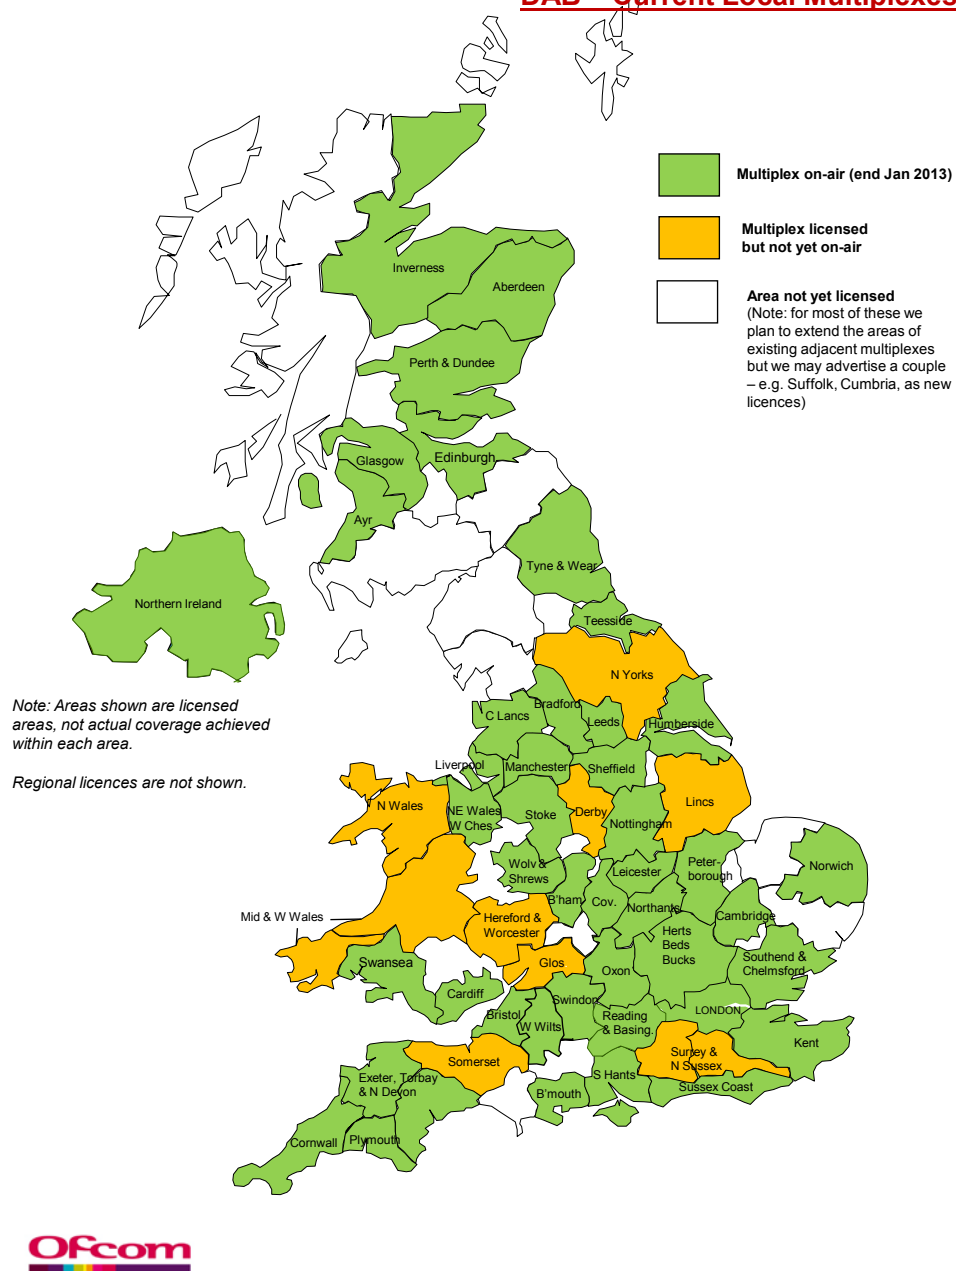 DAB – Current Local Multiplexes
Multiplex on-air (end Jan 2013)
Multiplex licensed
but not yet on-air
Area not yet licensed
(Note: for most of these we
plan to extend the areas of
existing adjacent multiplexes
but we may advertise a couple
– e.g. Suffolk, Cumbria, as new
licences)
Inverness
Aberdeen
Perth & Dundee
Glasgow
Edinburgh
Ayr
Tyne & Wear
Northern Ireland
Teesside
N Yorks
Note: Areas shown are licensed
areas, not actual coverage achieved
within each area.
Regional licences are not shown.
Bradford
C Lancs
Leeds
Humberside
Liverpool
Manchester
Sheffield
N Wales
NE Wales
W Ches
Stoke
Derby
Nottingham
Lincs
Wolv &
Shrews
Leicester
Peter-
borough
Norwich
B'ham
Cov.
Northants
Cambridge
Mid & W Wales
Hereford &
Worcester
Herts
Beds
Bucks
Swansea
Glos
Oxon
Southend &
Chelmsford
Cardiff
Swindon
Bristol
W Wilts
Reading
& Basing.
LONDON
Kent
Somerset
Surrey &
N Sussex
Exeter, Torbay
& N Devon
S Hants
Sussex Coast
B'mouth
Cornwall
Plymouth
Ofcom